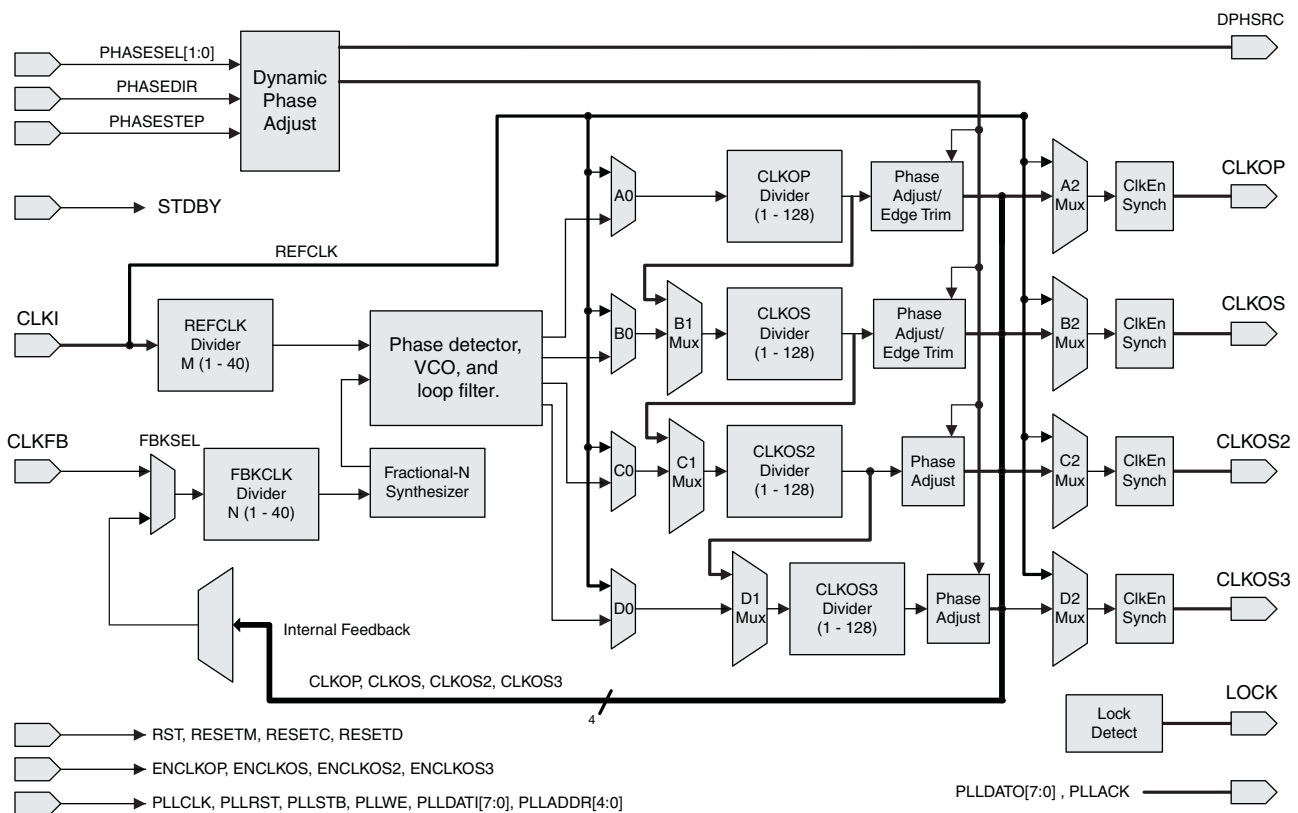 DPHSRC
PHASESEL[1:0]
PHASEDIR
PHASESTEP
Dynamic
Phase
Adjust
STDBY
REFCLK
CLKI
REFCLK
Divider
M (1 - 40)
Phase detector,
VCO, and
loop filter.
CLKFB
FBKSEL
FBKCLK
Divider
N (1 - 40)
Fractional-N
Synthesizer
Internal Feedback
A0
CLKOP
Divider
(1 - 128)
Phase
Adjust/
Edge Trim
A2
Mux
ClkEn
Synch
CLKOP
B0
B1
Mux
CLKOS
Divider
(1 - 128)
Phase
Adjust/
Edge Trim
B2
Mux
ClkEn
Synch
CLKOS
C0
C1
Mux
CLKOS2
Divider
(1 - 128)
Phase
Adjust
C2
Mux
ClkEn
Synch
CLKOS2
D0
D1
Mux
CLKOS3
Divider
(1 - 128)
Phase
Adjust
D2
Mux
ClkEn
Synch
CLKOS3
CLKOP, CLKOS, CLKOS2, CLKOS3
4
Lock
Detect
LOCK
RST, RESETM, RESETC, RESETD
ENCLKOP, ENCLKOS, ENCLKOS2, ENCLKOS3
PLLCLK, PLLRST, PLLSTB, PLLWE, PLLDATI[7:0], PLLADDR[4:0]
PLLDATO[7:0] , PLLACK